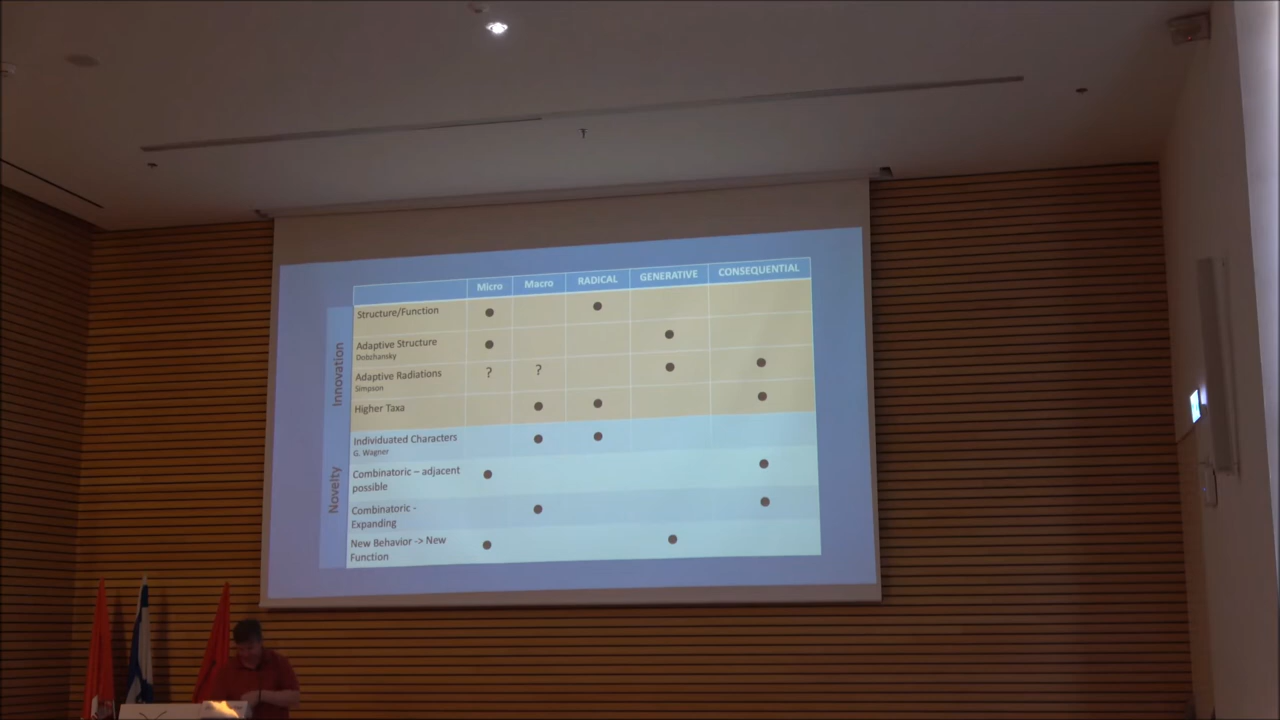 Micro Macro RADICAL GENERATIVE CONSEQUENTIAL
Innovation
Structure/Function ● ●
Adaptive Structure ● ●
Dobzhansky
Adaptive Radiations ? ? ● ●
Simpson
Higher Taxa ● ● ●
Novelty
Individuated Characters ● ●
G. Wagner
Combinatoric – adjacent ● ●
possible
Combinatoric - ● ●
Expanding
New Behavior -> New ● ●
Function